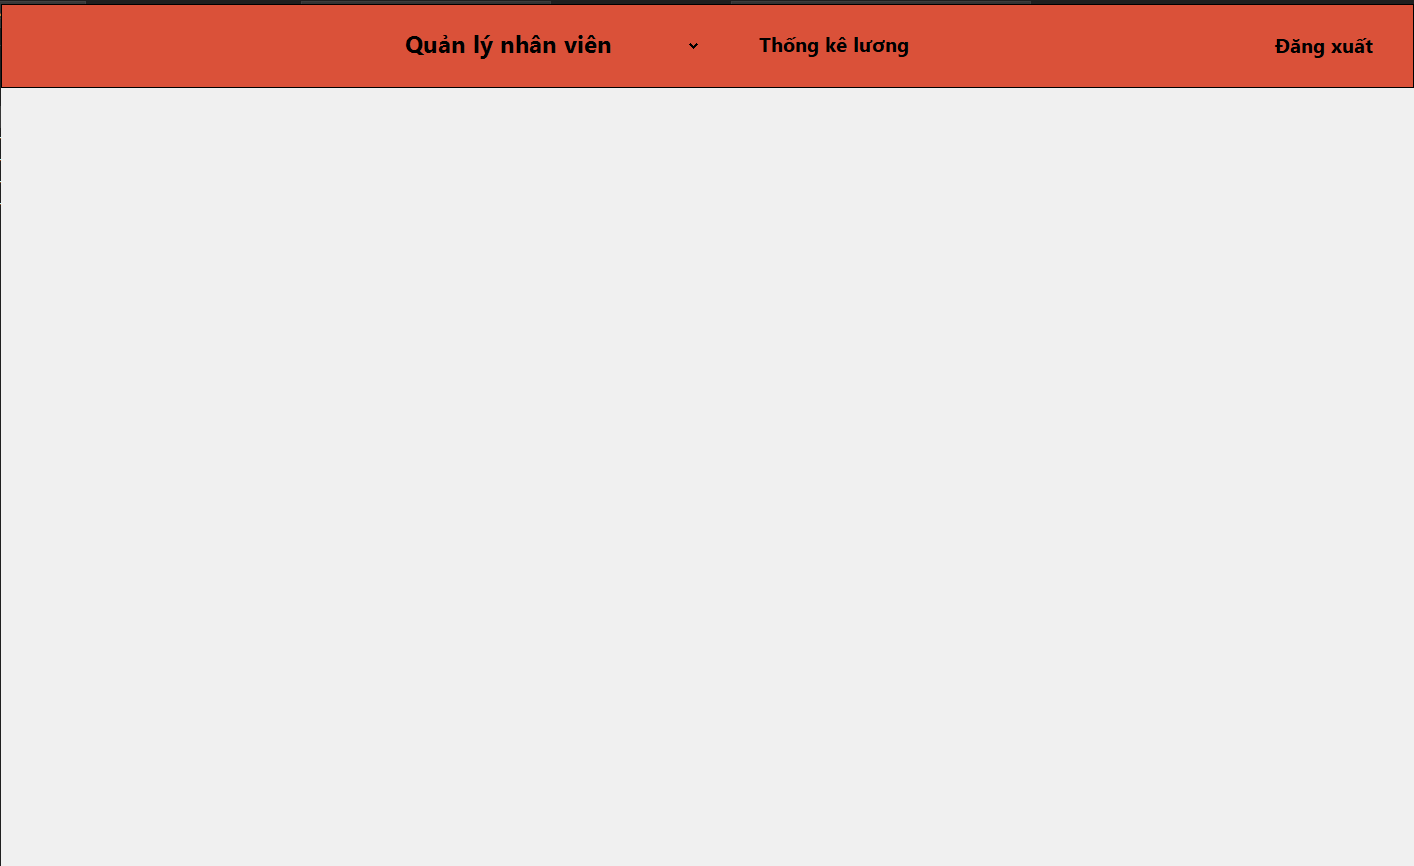 Quản lý nhân viên
Thống kê lương
Đăng xuất